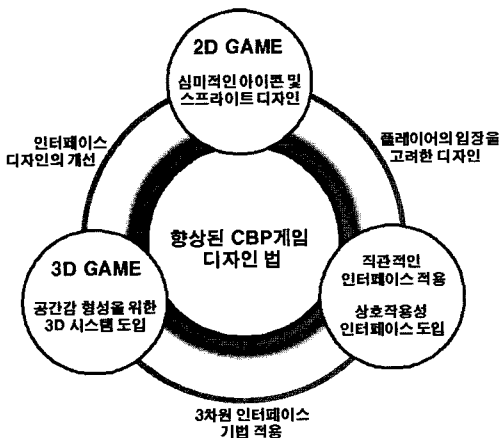 2D GAME
심미적인 아이콘 및
스프라이트 디자인
인터페이스
디자인의 개선
플레이어의 입장을
고려한 디자인
향상된 CBP게임
디자인 법
3D GAME
공간감 형성을 위한
3D 시스템 도입
직관적인
인터페이스 적용
상호작용성
인터페이스 도입
3차원 인터페이스
기법 적용